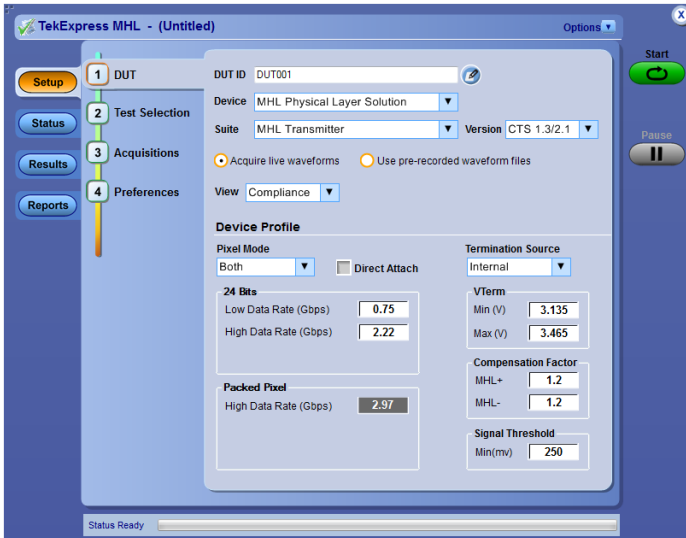 TekExpress MHL - (Untitled)
Options
X
Setup
Status
Results
Reports
1 DUT
2 Test Selection
3 Acquisitions
4 Preferences
DUT ID DUT001
Device MHL Physical Layer Solution
Suite MHL Transmitter Version CTS 1.3/2.1
Acquire live waveforms Use pre-recorded waveform files
View Compliance
Device Profile
Pixel Mode
Both Direct Attach
24 Bits
Low Data Rate (Gbps) 0.75
High Data Rate (Gbps) 2.22
Packed Pixel
High Data Rate (Gbps) 2.97
Termination Source
Internal
VTerm
Min (V) 3.135
Max (V) 3.465
Compensation Factor
MHL+ 1.2
MHL- 1.2
Signal Threshold
Min(mv) 250
Start
Pause
Status Ready